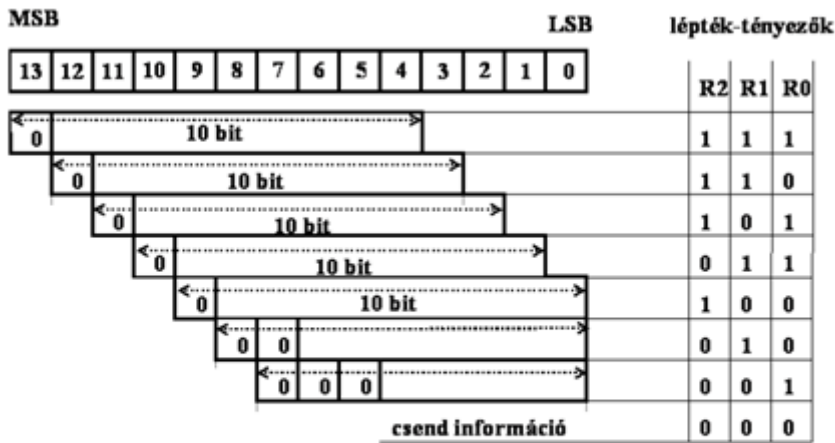 MSB LSB lépték-tényezők
13 12 11 10 9 8 7 6 5 4 3 2 1 0
R2 R1 R0
0 10 bit 1 1 1
0 10 bit 1 1 0
0 10 bit 1 0 1
0 10 bit 0 1 1
0 10 bit 1 0 0
0 0 0 1 0
0 0 0 0 0 1
csend információ 0 0 0